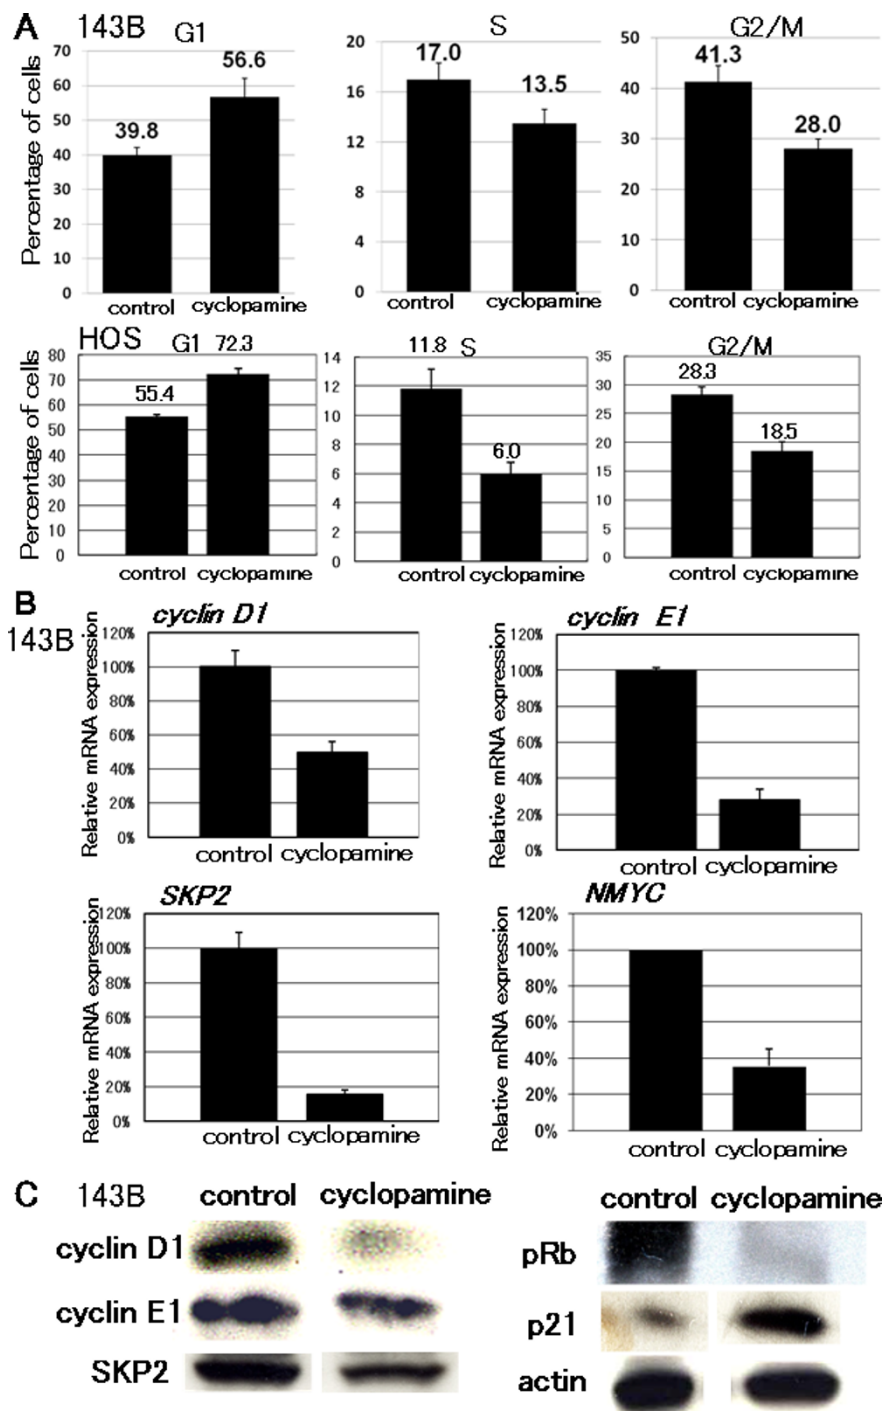 A 143B G1 S G2/M
Percentage of cells
70
60
50
40
30
20
10
0
39.8
56.6
control cyclopamine
20
16
12
8
4
0
17.0
13.5
control cyclopamine
50
40
30
20
10
0
41.3
28.0
control cyclopamine
HOS G1 S G2/M
Percentage of cells
80
70
60
50
40
30
20
10
0
55.4
72.3
control cyclopamine
14
12
10
8
6
4
2
0
11.8
6.0
control cyclopamine
35
30
25
20
15
10
5
0
28.3
18.5
control cyclopamine
B
143B
cyclin D1
Relative mRNA expression
120%
100%
80%
60%
40%
20%
0%
control cyclopamine
cyclin E1
Relative mRNA expression
120%
100%
80%
60%
40%
20%
0%
control cyclopamine
SKP2
Relative mRNA expression
120%
100%
80%
60%
40%
20%
0%
control cyclopamine
NMYC
Relative mRNA expression
120%
100%
80%
60%
40%
20%
0%
control cyclopamine
C 143B control cyclopamine
cyclin D1
cyclin E1
SKP2
control cyclopamine
pRb
p21
actin